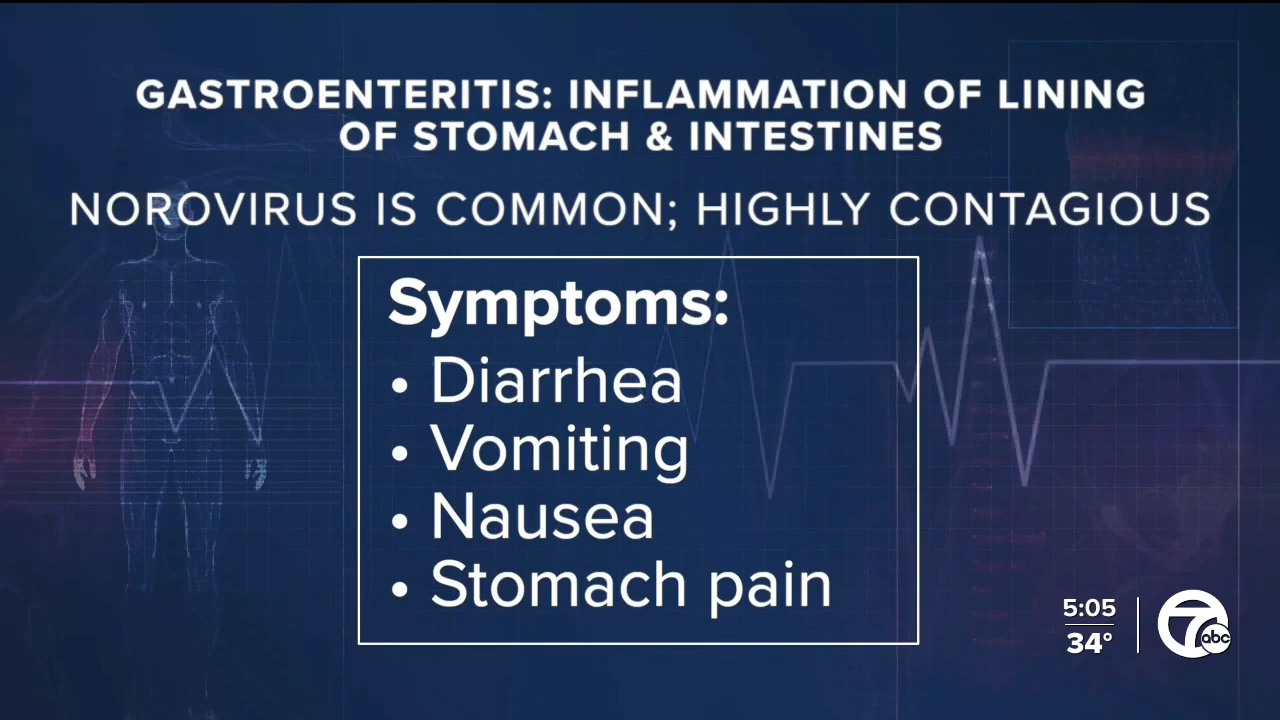 GASTROENTERITIS: INFLAMMATION OF LINING
OF STOMACH & INTESTINES
NOROVIRUS IS COMMON; HIGHLY CONTAGIOUS
Symptoms:
• Diarrhea
• Vomiting
• Nausea
• Stomach pain
5:05
34°
7 abc